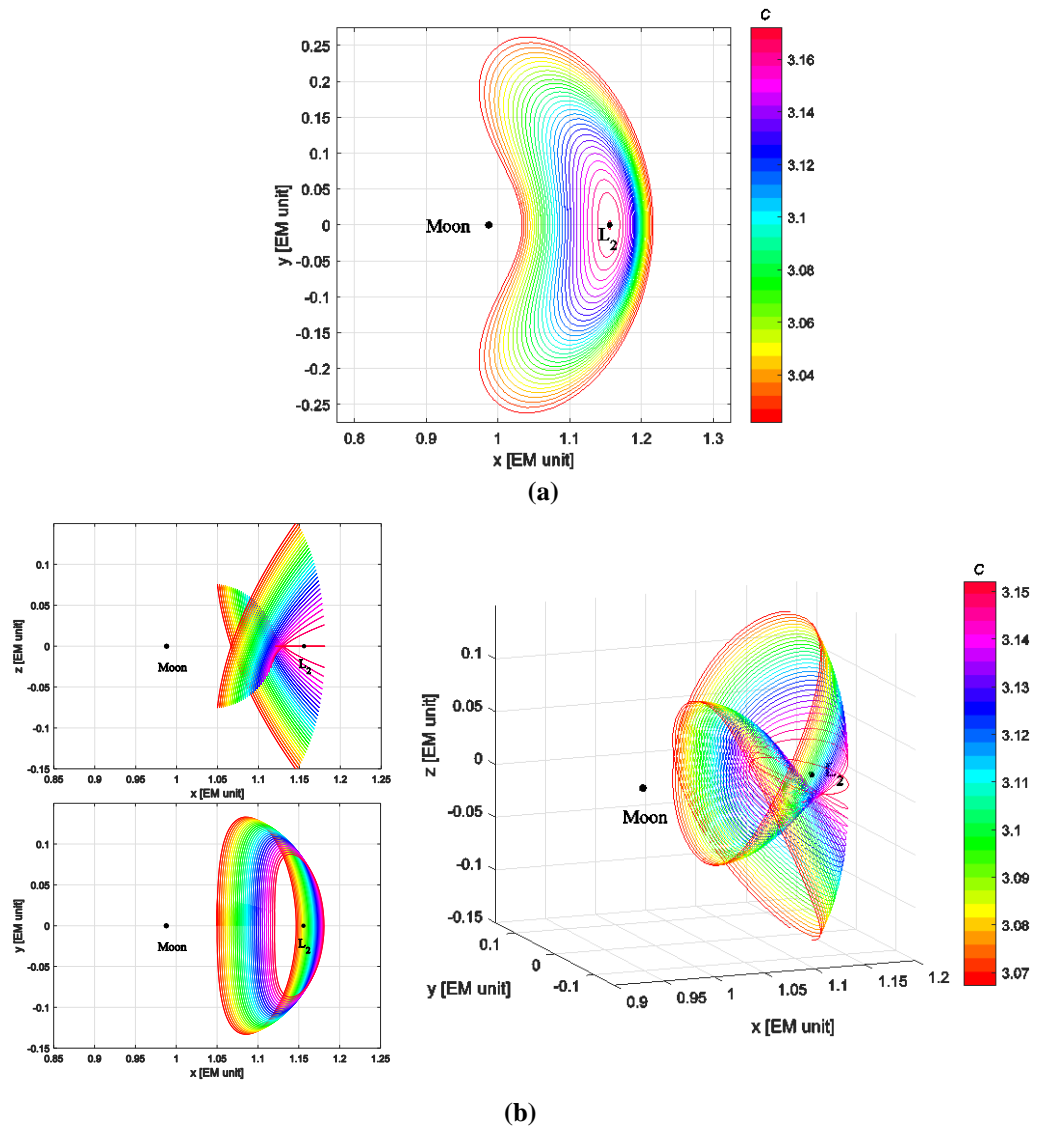 C
0.25
0.2
0.15
0.1
0.05
0
-0.05
-0.1
-0.15
-0.2
-0.25
y [EM unit]
Moon
L2
0.8 0.9 1 1.1 1.2 1.3
x [EM unit]
3.16
3.14
3.12
3.1
3.08
3.06
3.04
(a)
0.1
0.05
0
-0.05
-0.1
-0.15
z [EM unit]
Moon
L2
0.85 0.9 0.95 1 1.05 1.1 1.15 1.2 1.25
x [EM unit]
0.1
0.05
0
-0.05
-0.1
-0.15
y [EM unit]
Moon
L2
0.85 0.9 0.95 1 1.05 1.1 1.15 1.2 1.25
x [EM unit]
0.1
0.05
0
-0.05
-0.1
-0.15
z [EM unit]
Moon
L2
0.1
0
-0.1
y [EM unit]
0.9 0.95 1 1.05 1.1 1.15 1.2
x [EM unit]
C
3.15
3.14
3.13
3.12
3.11
3.1
3.09
3.08
3.07
(b)